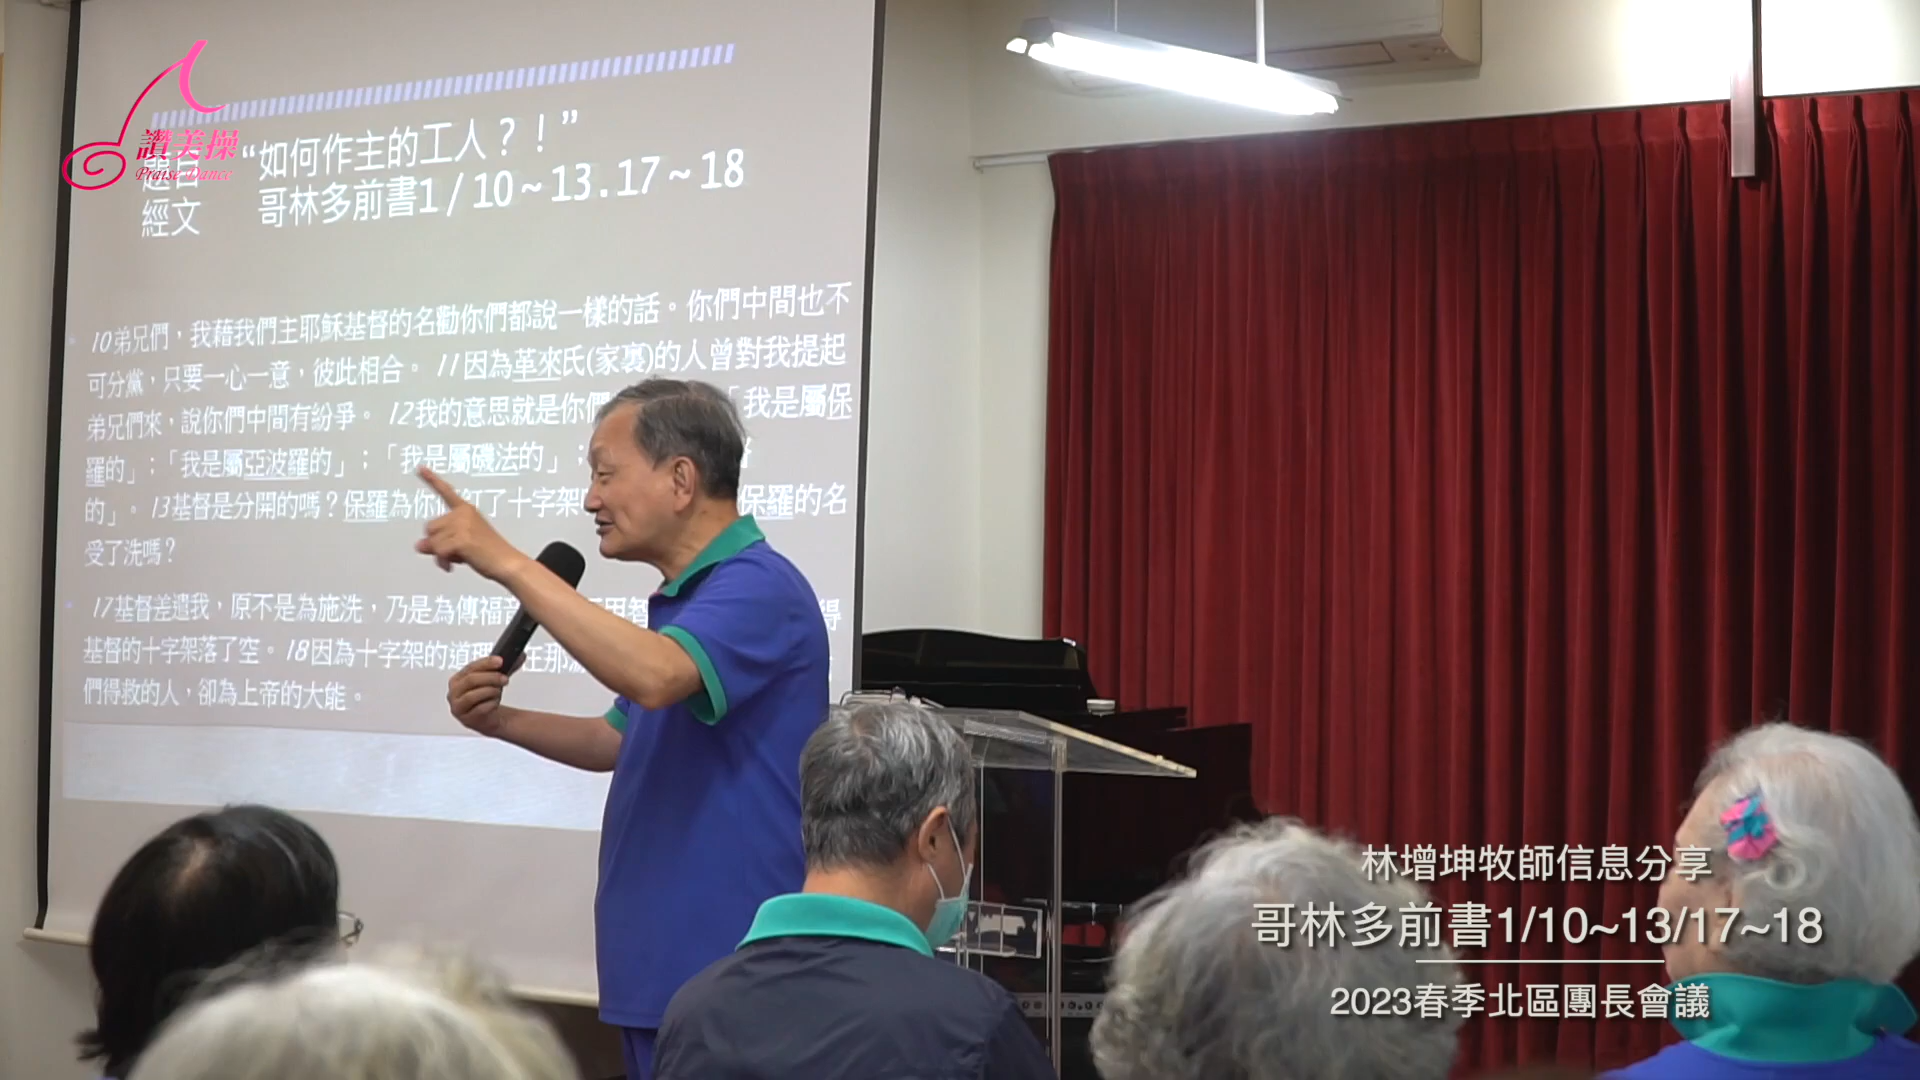 讚美操
Praise Dance
題目 “如何作主的工人？！”
經文 哥林多前書1/10~13.17~18
10弟兄們，我藉我們主耶穌基督的名勸你們都說一樣的話。你們中間也不
可分黨，只要一心一意，彼此相合。 11因為革來氏(家裏)的人曾對我提起
弟兄們來，說你們中間有紛爭。 12我的意思就是你們 「我是屬保
羅的」；「我是屬亞波羅的」；「我是屬磯法的」；
的」。 13基督是分開的嗎？保羅為你們釘了十字架 保羅的名
受了洗嗎？
17基督差遣我，原不是為施洗，乃是為傳福音 得
基督的十字架落了空。18因為十字架的道理 在那
們得救的人，卻為上帝的大能。
林增坤牧師信息分享
哥林多前書1/10~13/17~18
2023春季北區團長會議